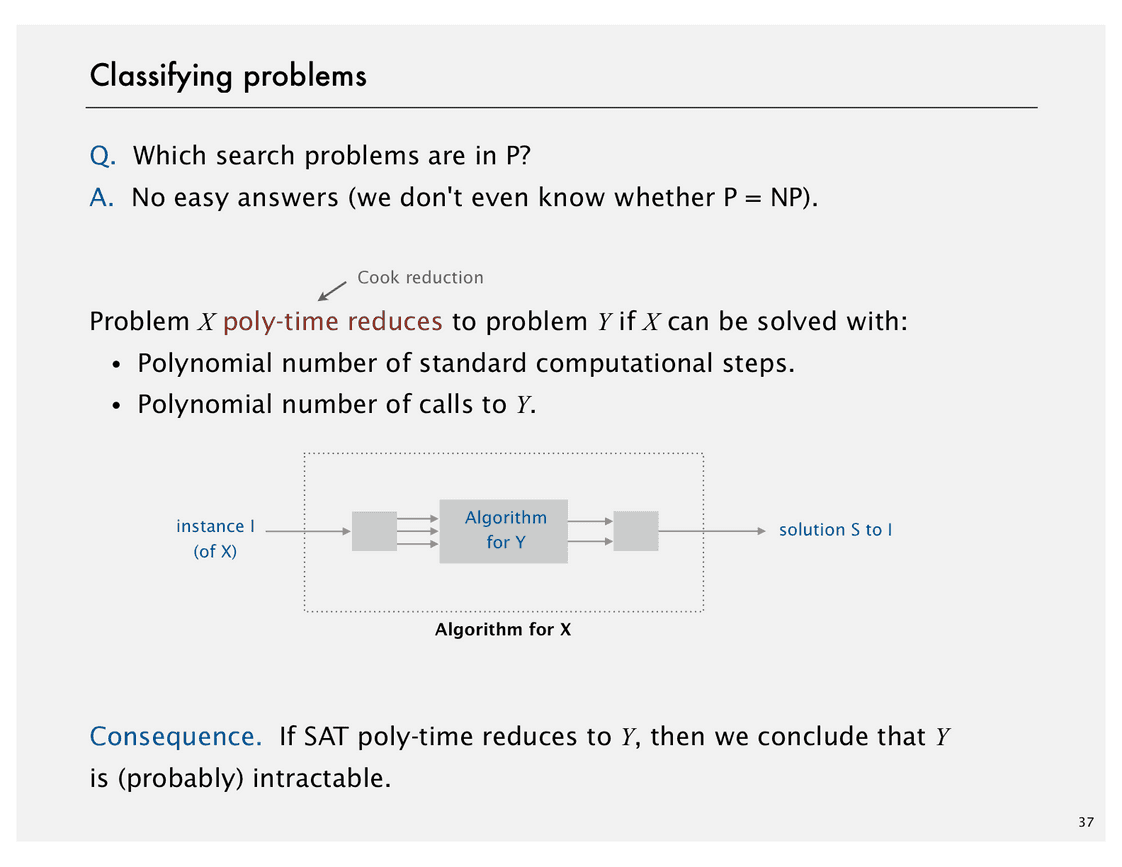 Classifying problems
Q. Which search problems are in P?
A. No easy answers (we don't even know whether P = NP).
Cook reduction
Problem X poly-time reduces to problem Y if X can be solved with:
• Polynomial number of standard computational steps.
• Polynomial number of calls to Y.
instance I
(of X)
Algorithm
for Y
solution S to I
Algorithm for X
Consequence. If SAT poly-time reduces to Y, then we conclude that Y
is (probably) intractable.
37